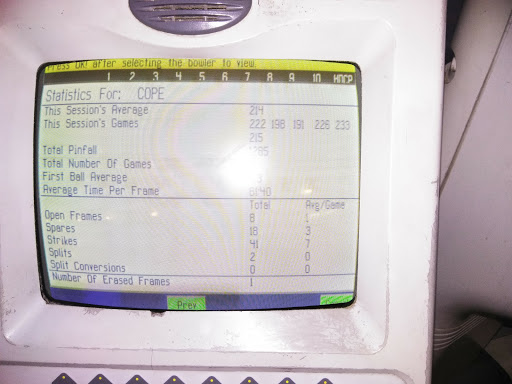 Press OK! after selecting the bowler to view.
1 2 3 4 5 6 7 8 9 10 HDCP
Statistics For: COPE
This Session's Average 214
This Session's Games 222 198 191 226 233
215
Total Pinfall
Total Number Of Games
First Ball Average
Average Time Per Frame
Total Avg/Game
Open Frames 8 1
Spares 18 3
Strikes 41 7
Splits 2 0
Split Conversions 0 0
Number Of Erased Frames 1
Prev